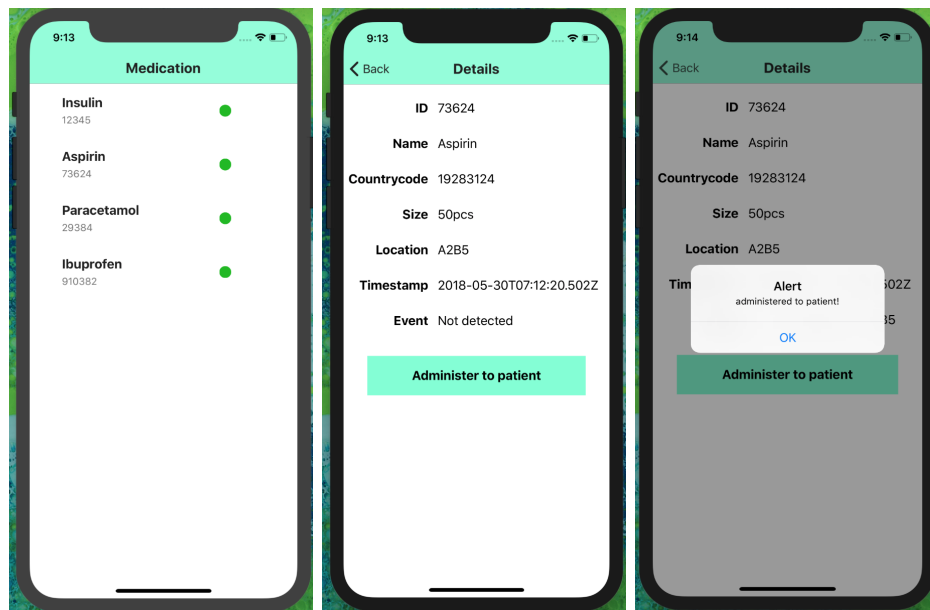 9:13
Medication
Insulin
12345
Aspirin
73624
Paracetamol
29384
Ibuprofen
910382
9:13
Back Details
ID 73624
Name Aspirin
Countrycode 19283124
Size 50pcs
Location A2B5
Timestamp 2018-05-30T07:12:20.502Z
Event Not detected
Administer to patient
9:14
Back Details
ID 73624
Name Aspirin
Countrycode 19283124
Size 50pcs
Location A2B5
Tim 502Z
Alert
administered to patient!
OK
Administer to patient